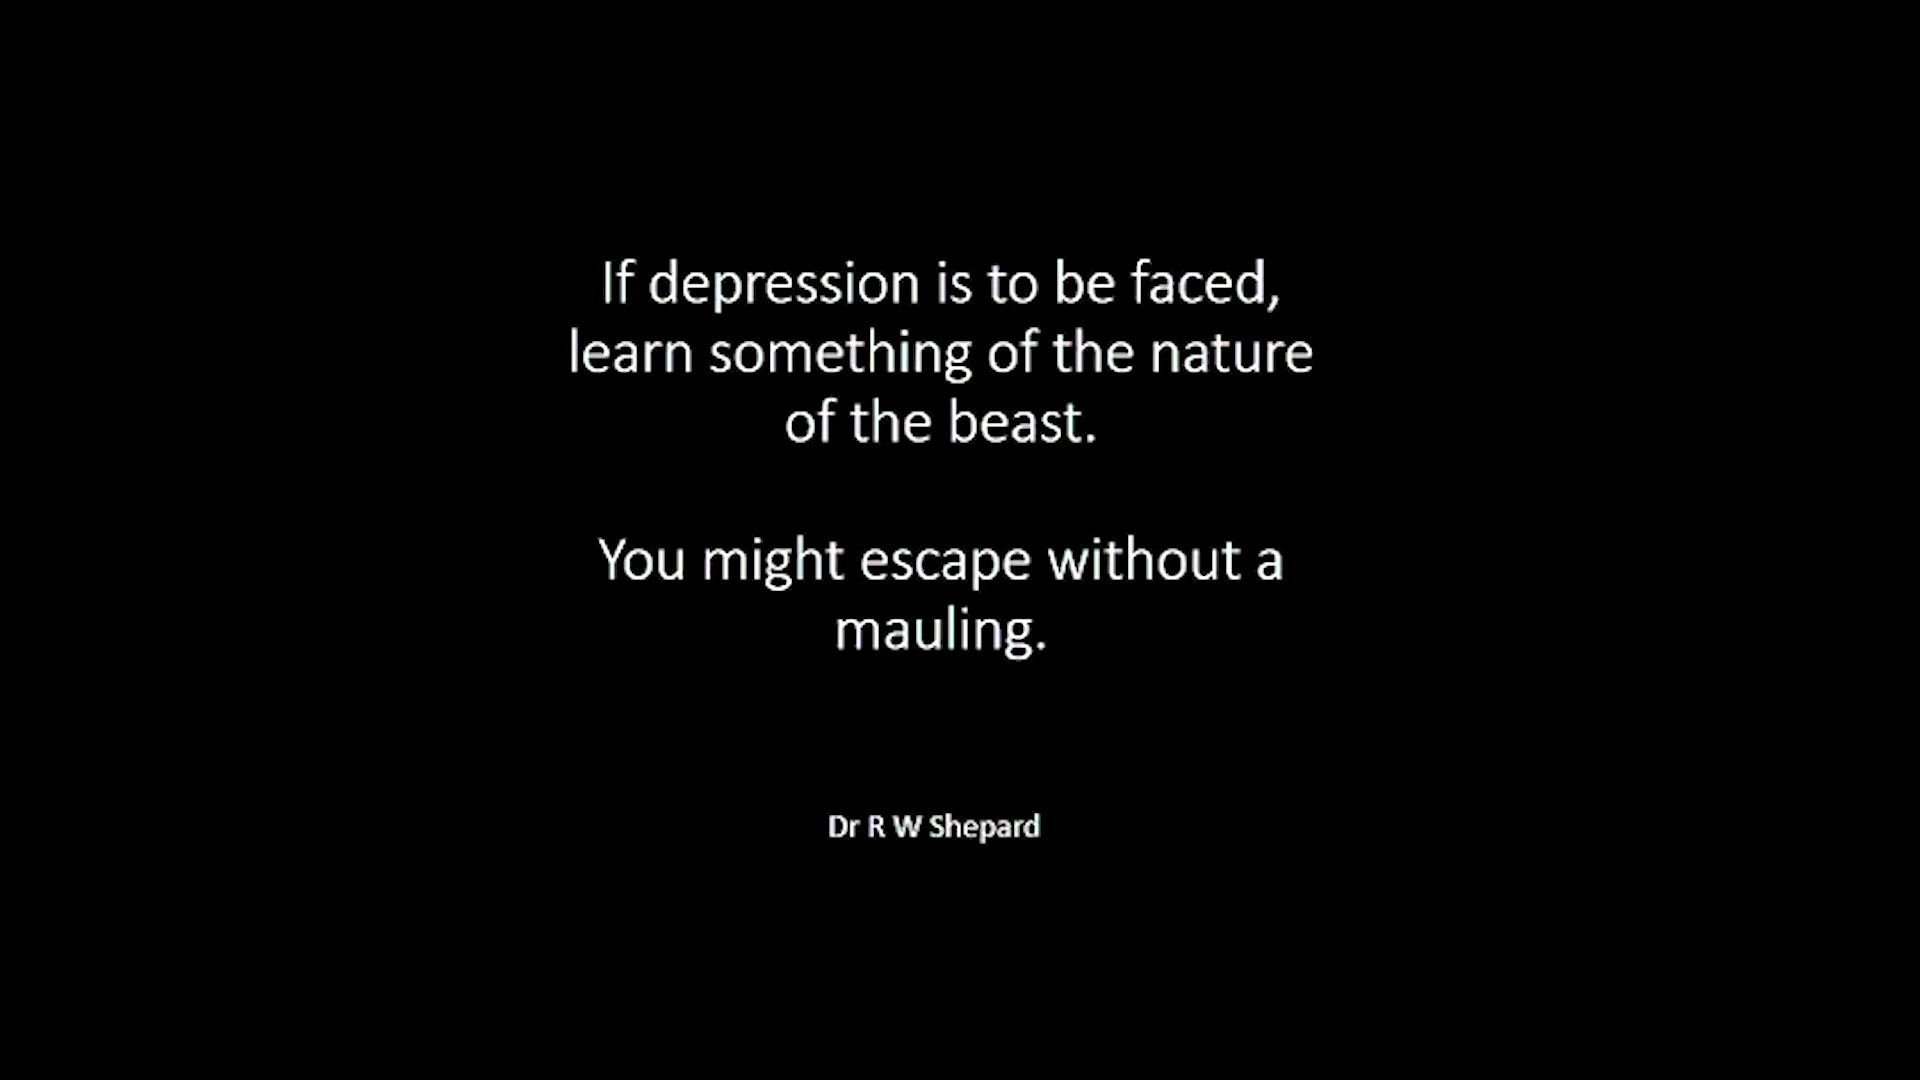 If depression is to be faced,
learn something of the nature
of the beast.
You might escape without a
mauling.
Dr R W Shepard